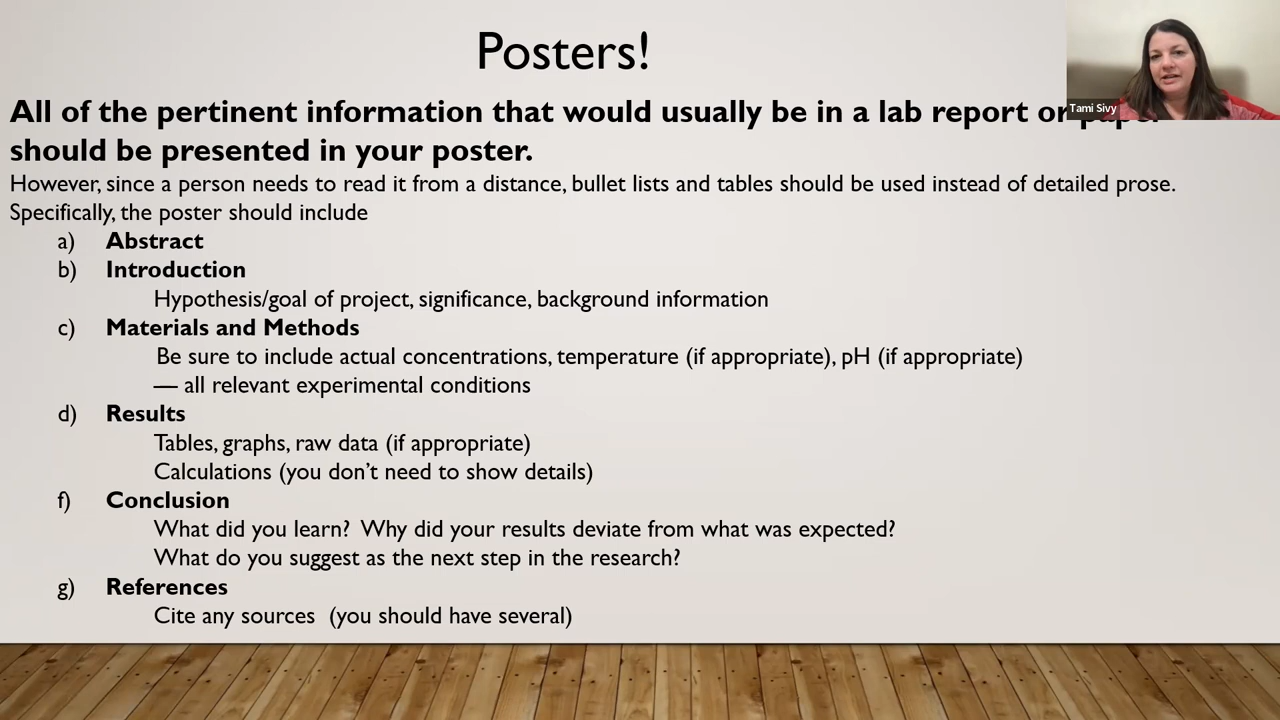 Posters!
Tami Sivy
All of the pertinent information that would usually be in a lab report or
should be presented in your poster.
However, since a person needs to read it from a distance, bullet lists and tables should be used instead of detailed prose.
Specifically, the poster should include
a) Abstract
b) Introduction
Hypothesis/goal of project, significance, background information
c) Materials and Methods
Be sure to include actual concentrations, temperature (if appropriate), pH (if appropriate)
— all relevant experimental conditions
d) Results
Tables, graphs, raw data (if appropriate)
Calculations (you don't need to show details)
f) Conclusion
What did you learn? Why did your results deviate from what was expected?
What do you suggest as the next step in the research?
g) References
Cite any sources (you should have several)